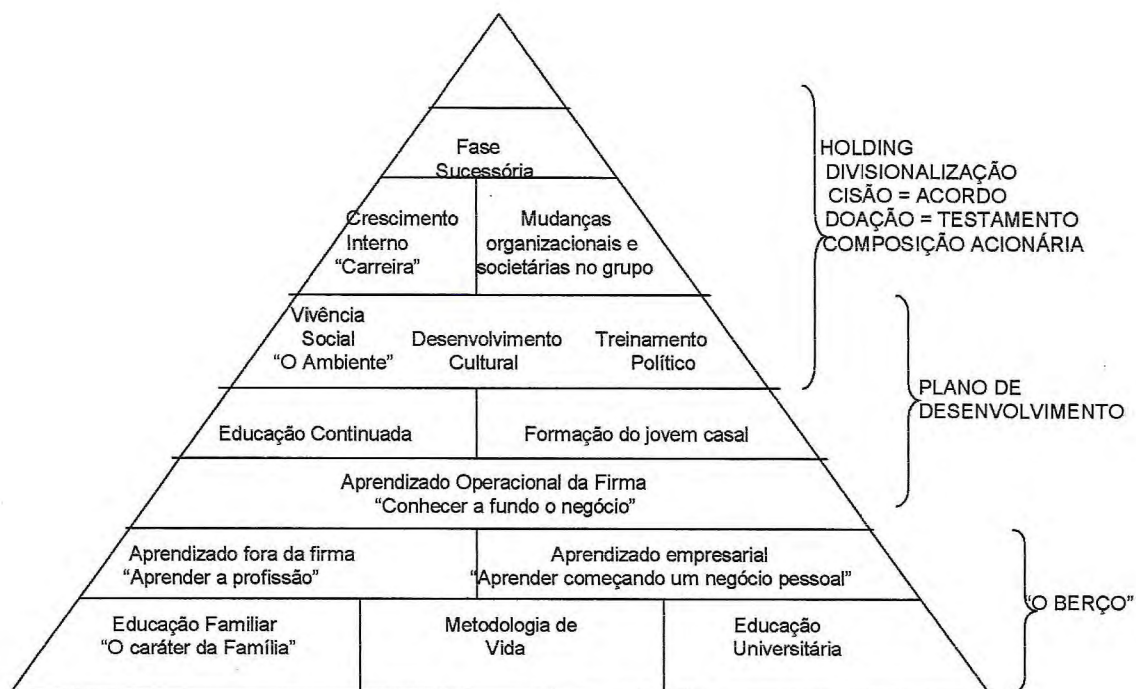 Fase
Sucessória
Crescimento
Interno
“Carreira”
Mudanças
organizacionais e
societárias no grupo
HOLDING
DIVISIONALIZAÇÃO
CISÃO = ACORDO
DOAÇÃO = TESTAMENTO
COMPOSIÇÃO ACIONÁRIA
Vivência
Social
“O Ambiente”
Desenvolvimento
Cultural
Treinamento
Político
Educação Continuada
Formação do jovem casal
PLANO DE
DESENVOLVIMENTO
Aprendizado Operacional da Firma
“Conhecer a fundo o negócio”
Aprendizado fora da firma
“Aprender a profissão”
Aprendizado empresarial
“Aprender começando um negócio pessoal”
Educação Familiar
“O caráter da Família”
Metodologia de
Vida
Educação
Universitária
“O BERÇO”